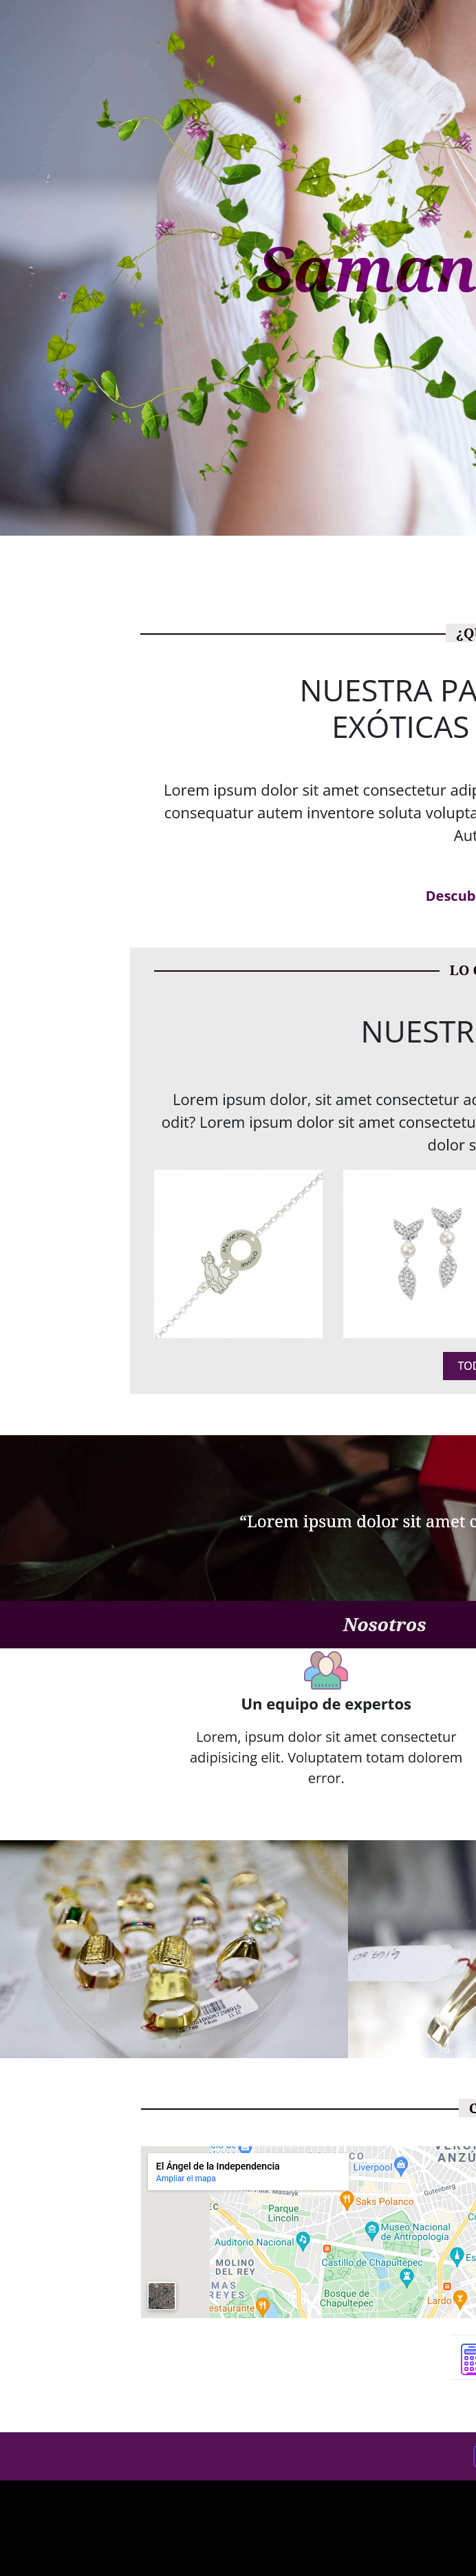 Saman
NUESTRA PA
EXÓTICAS
Lorem ipsum dolor sit amet consectetur adip
consequatur autem inventore soluta volupta
Aut
Descub
LO
NUESTR
Lorem ipsum dolor, sit amet consectetur ad
odit? Lorem ipsum dolor sit amet consectetu
dolor s
TOD
“Lorem ipsum dolor sit amet c
Nosotros
Un equipo de expertos
Lorem, ipsum dolor sit amet consectetur
adipisicing elit. Voluptatem totam dolorem
error.
El Ángel de la Independencia
Ampliar el mapa
Liverpool
ANZÚ
Gutenberg
Masaryk
Saks Polanco
Parque
Lincoln
Museo Nacional
de Antropología
Auditorio Nacional
Castillo de Chapultepec
MOLINO
DEL REY
Bosque de
Chapultepec
Lardo